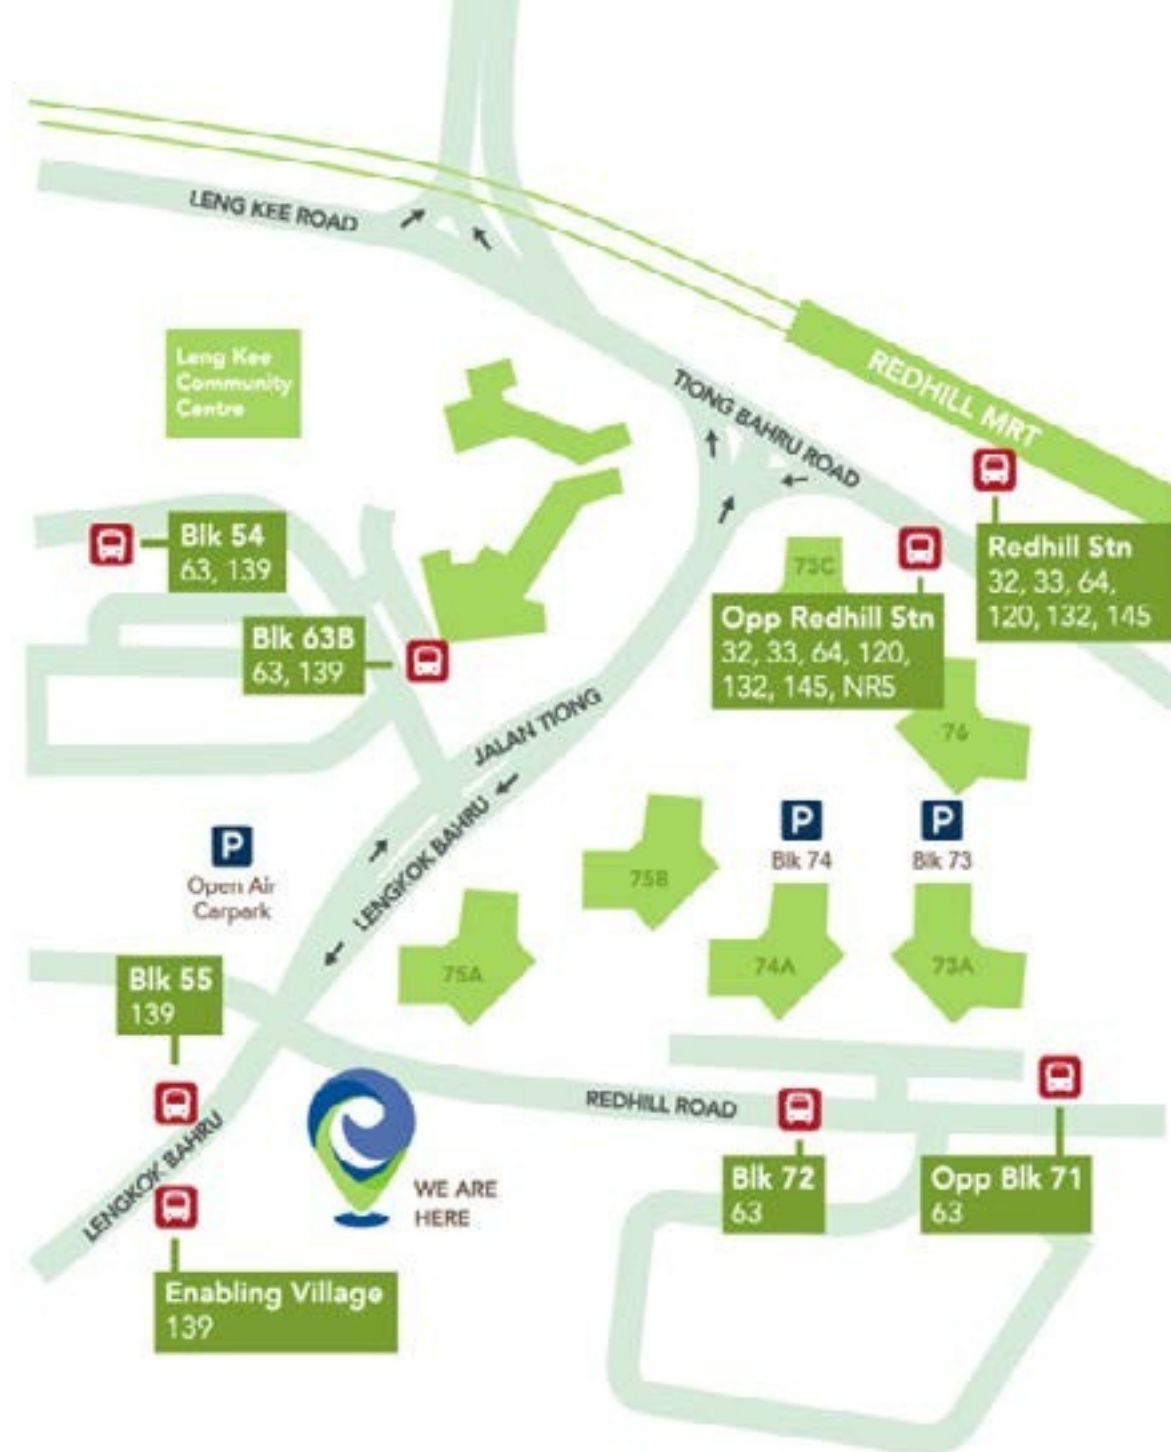 LENG KEE ROAD
Leng Kee
Community
Centre
REDHILL MRT
TIONG BAHRU ROAD
Blk 54
63, 139
Blk 63B
63, 139
73C
Opp Redhill Stn
32, 33, 64, 120,
132, 145, NR5
Redhill Stn
32, 33, 64,
120, 132, 145
JALAN TIONG
LENGKOK BAHRU
76
P
Open Air
Carpark
P
Blk 74
P
Blk 73
75B
75A
74A
73A
Blk 55
139
REDHILL ROAD
LENGKOK BAHRU
WE ARE
HERE
Blk 72
63
Opp Blk 71
63
Enabling Village
139